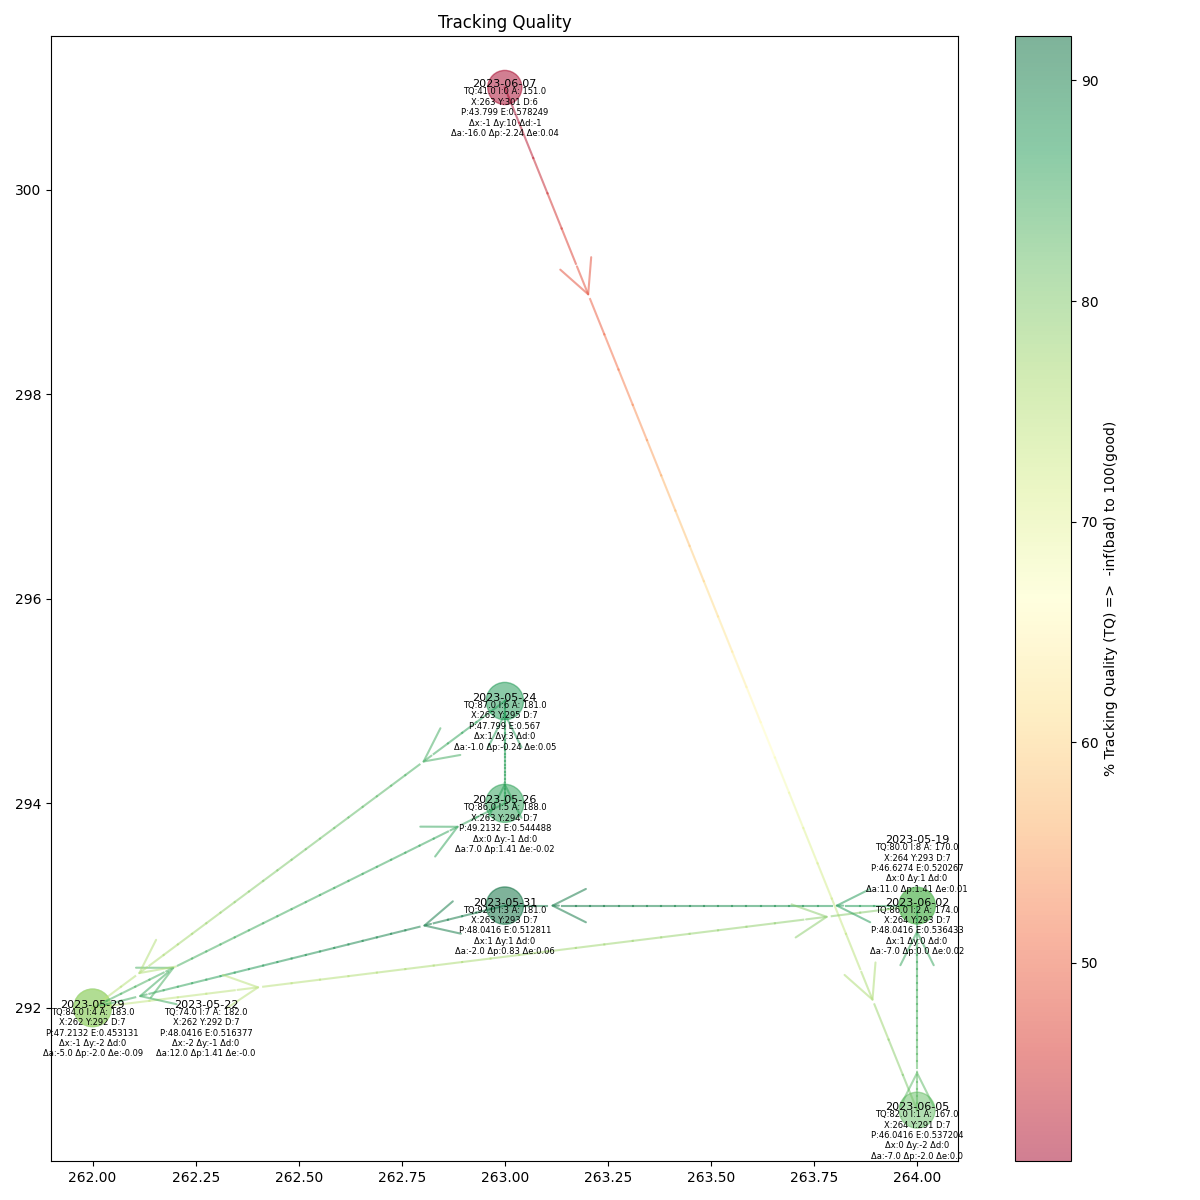 Tracking Quality
2023-06-07
TQ:41.0 I:0 A: 151.0
X:263 Y:301 D:6
P:43.799 E:0.578249
Δx:-1 Δy:10 Δd:-1
Δa:-16.0 Δp:-2.24 Δe:0.04
2023-05-24
TQ:87.0 I:6 A: 181.0
X:263 Y:295 D:7
P:47.799 E:0.567
Δx:1 Δy:3 Δd:0
Δa:-1.0 Δp:-0.24 Δe:0.05
2023-05-26
TQ:86.0 I:5 A: 188.0
X:263 Y:294 D:7
P:49.2132 E:0.544488
Δx:0 Δy:-1 Δd:0
Δa:7.0 Δp:1.41 Δe:-0.02
2023-05-19
TQ:80.0 I:8 A: 170.0
X:264 Y:293 D:7
P:46.6274 E:0.520267
Δx:0 Δy:1 Δd:0
Δa:11.0 Δp:1.41 Δe:0.01
2023-05-31
TQ:92.0 I:3 A: 181.0
X:263 Y:293 D:7
P:48.0416 E:0.512811
Δx:1 Δy:1 Δd:0
Δa:-2.0 Δp:0.83 Δe:0.06
2023-06-02
TQ:86.0 I:2 A: 174.0
X:264 Y:293 D:7
P:48.0416 E:0.536433
Δx:1 Δy:0 Δd:0
Δa:-7.0 Δp:0.0 Δe:0.02
2023-05-29
TQ:84.0 I:4 A: 183.0
X:262 Y:292 D:7
P:47.2132 E:0.453131
Δx:-1 Δy:-2 Δd:0
Δa:-5.0 Δp:-2.0 Δe:-0.09
2023-05-22
TQ:74.0 I:7 A: 182.0
X:262 Y:292 D:7
P:48.0416 E:0.516377
Δx:-2 Δy:-1 Δd:0
Δa:12.0 Δp:1.41 Δe:-0.0
2023-06-05
TQ:82.0 I:1 A: 167.0
X:264 Y:291 D:7
P:46.0416 E:0.537204
Δx:0 Δy:-2 Δd:0
Δa:-7.0 Δp:-2.0 Δe:0.0
300
298
296
294
292
262.00 262.25 262.50 262.75 263.00 263.25 263.50 263.75 264.00
90
80
70
60
50
% Tracking Quality (TQ) => -inf(bad) to 100(good)